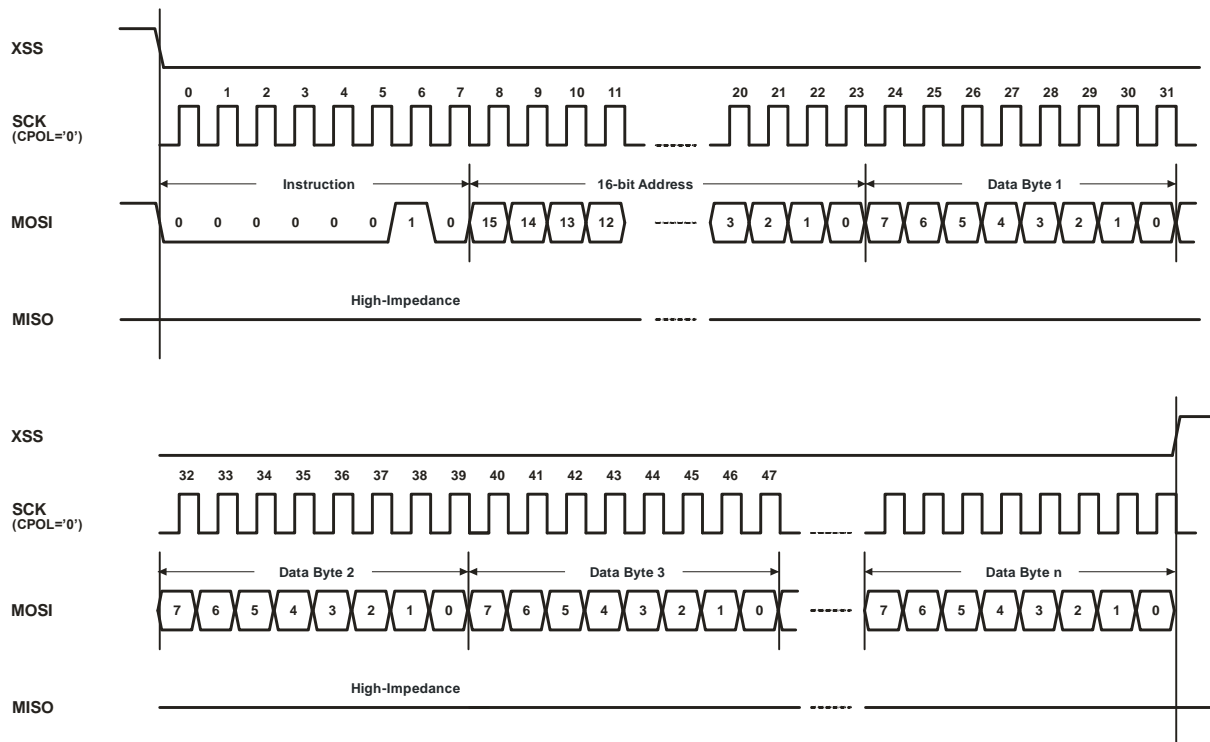 XSS
0 1 2 3 4 5 6 7 8 9 10 11 20 21 22 23 24 25 26 27 28 29 30 31
SCK
(CPOL='0')
Instruction 16-bit Address Data Byte 1
MOSI 0 0 0 0 0 0 1 0 15 14 13 12 3 2 1 0 7 6 5 4 3 2 1 0
High-Impedance
MISO
XSS
32 33 34 35 36 37 38 39 40 41 42 43 44 45 46 47
SCK
(CPOL='0')
Data Byte 2 Data Byte 3 Data Byte n
MOSI 7 6 5 4 3 2 1 0 7 6 5 4 3 2 1 0 7 6 5 4 3 2 1 0
High-Impedance
MISO